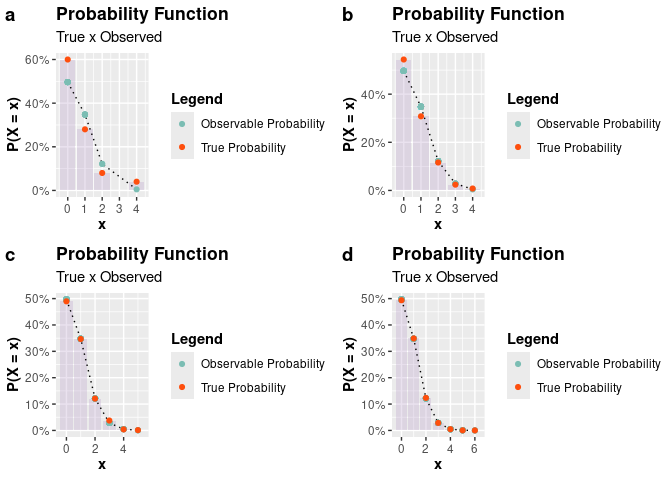 a
Probability Function
True x Observed
P(X = x)
60%
40%
20%
0%
0 1 2 3 4
x
Legend
Observable Probability
True Probability
b
Probability Function
True x Observed
P(X = x)
40%
20%
0%
0 1 2 3 4
x
Legend
Observable Probability
True Probability
c
Probability Function
True x Observed
P(X = x)
50%
40%
30%
20%
10%
0%
0 2 4
x
Legend
Observable Probability
True Probability
d
Probability Function
True x Observed
P(X = x)
50%
40%
30%
20%
10%
0%
0 2 4 6
x
Legend
Observable Probability
True Probability